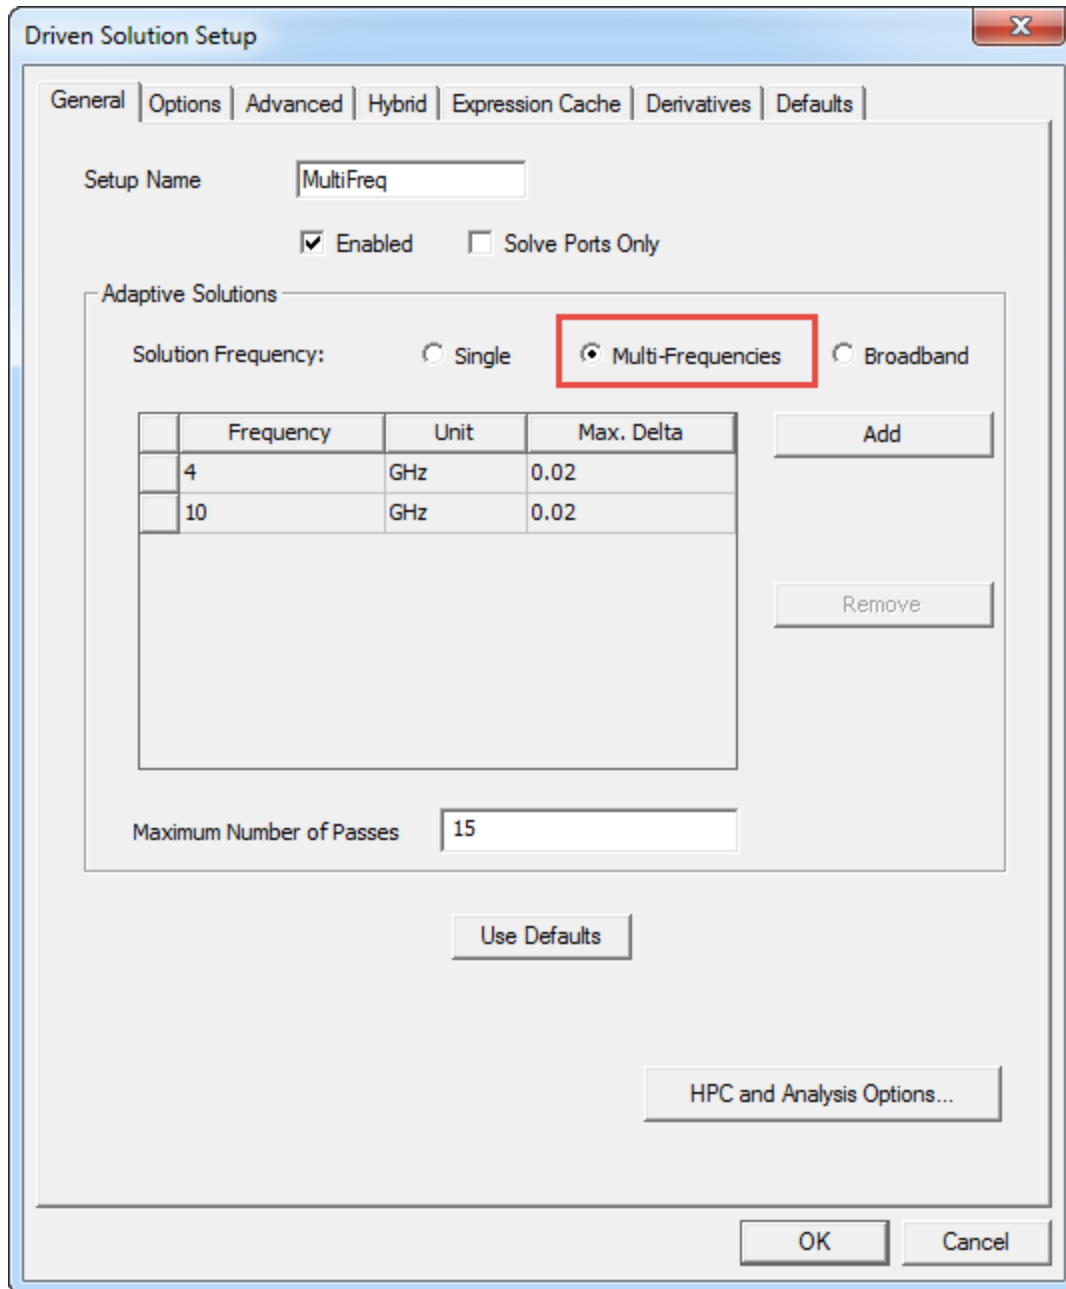 Driven Solution Setup
General Options Advanced Hybrid Expression Cache Derivatives Defaults
Setup Name MultiFreq
Enabled Solve Ports Only
Adaptive Solutions
Solution Frequency: Single Multi-Frequencies Broadband
Frequency Unit Max. Delta Add
4 GHz 0.02
10 GHz 0.02
Remove
Maximum Number of Passes 15
Use Defaults
HPC and Analysis Options...
OK Cancel